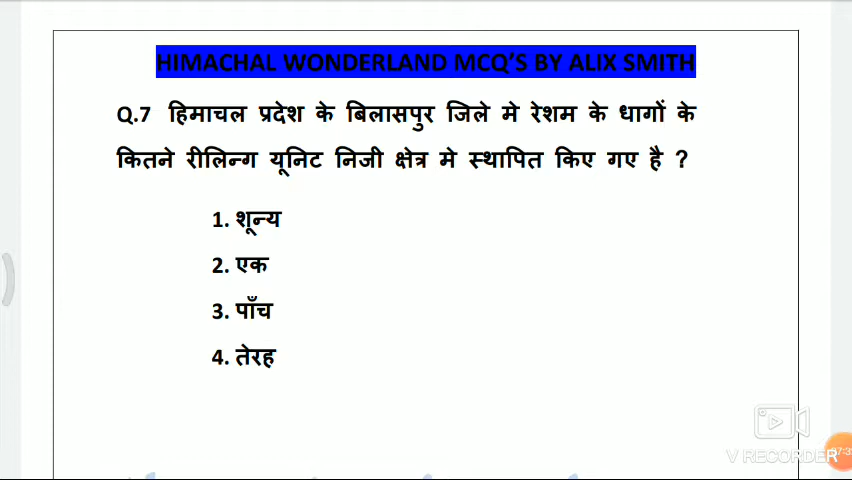 HIMACHAL WONDERLAND MCQ'S BY ALIX SMITH
Q.7 हिमाचल प्रदेश के बिलासपुर जिले मे रेशम के धागों के
कितने रीलिन्ग यूनिट निजी क्षेत्र मे स्थापित किए गए है ?
1. शून्य
2. एक
3. पाँच
4. तेरह
V RECORDER